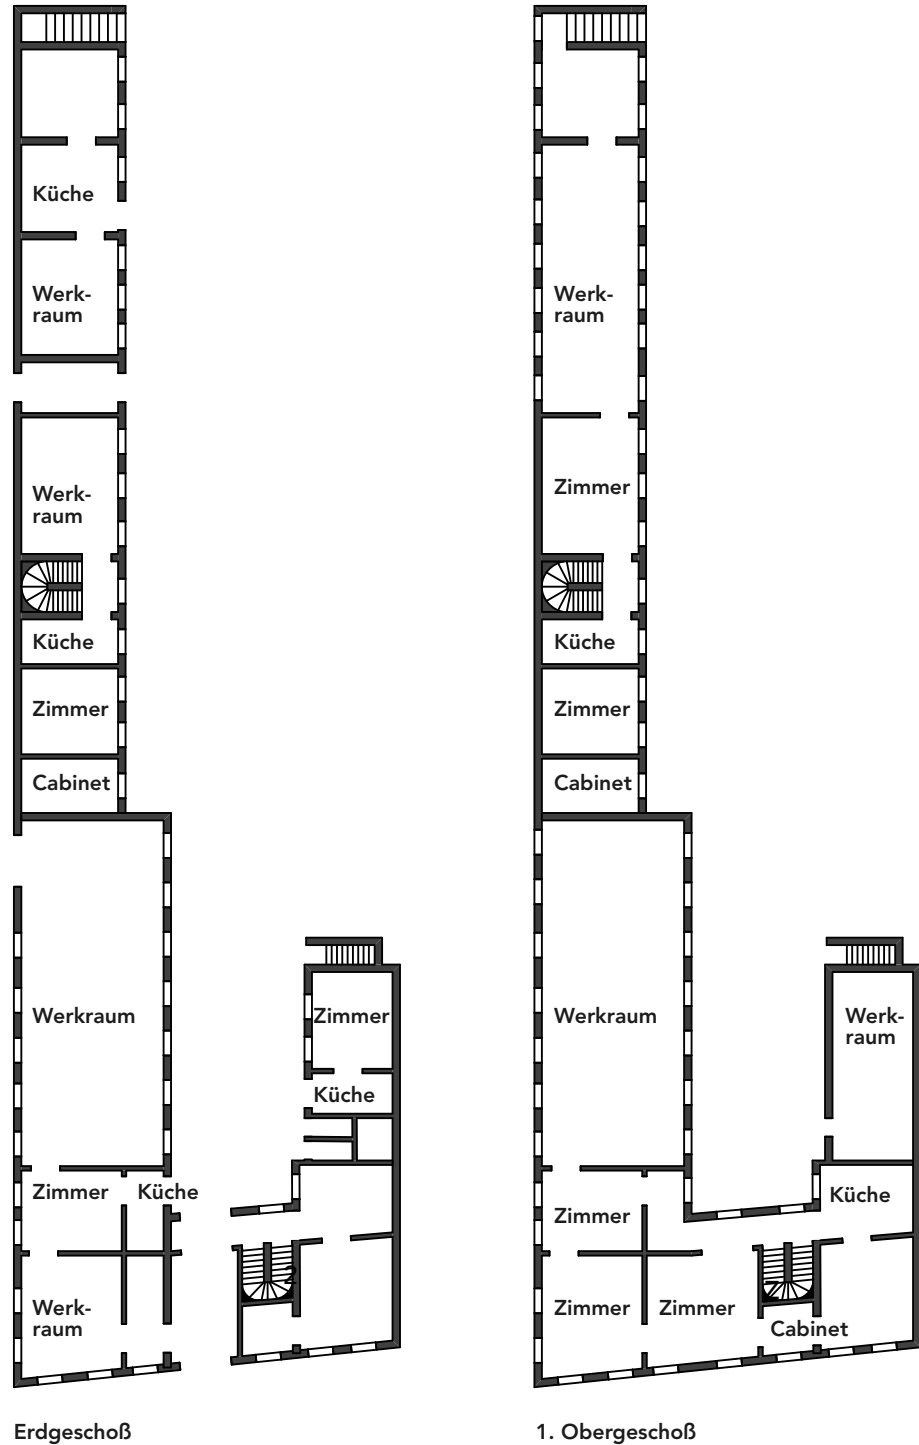 Küche
Werk-
raum
Werk-
raum
Küche
Zimmer
Cabinet
Werkraum
Zimmer
Küche
Werk-
raum
Zimmer
Küche
2
Erdgeschoß
Werk-
raum
Zimmer
Küche
Zimmer
Cabinet
Werkraum
Werk-
raum
Zimmer
Küche
Zimmer
Zimmer
Z
Cabinet
1. Obergeschoß